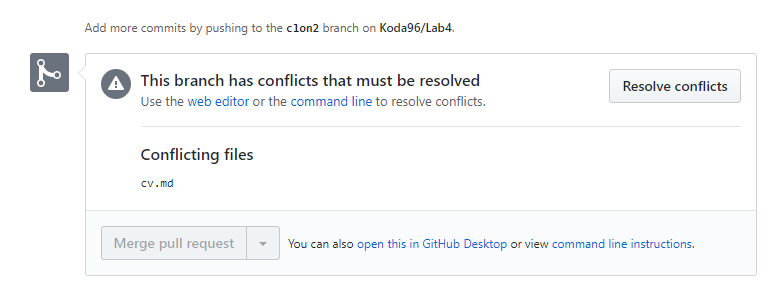 Add more commits by pushing to the clon2 branch on Koda96/Lab4.
This branch has conflicts that must be resolved
Use the web editor or the command line to resolve conflicts.
Resolve conflicts
Conflicting files
cv.md
Merge pull request
You can also open this in GitHub Desktop or view command line instructions.